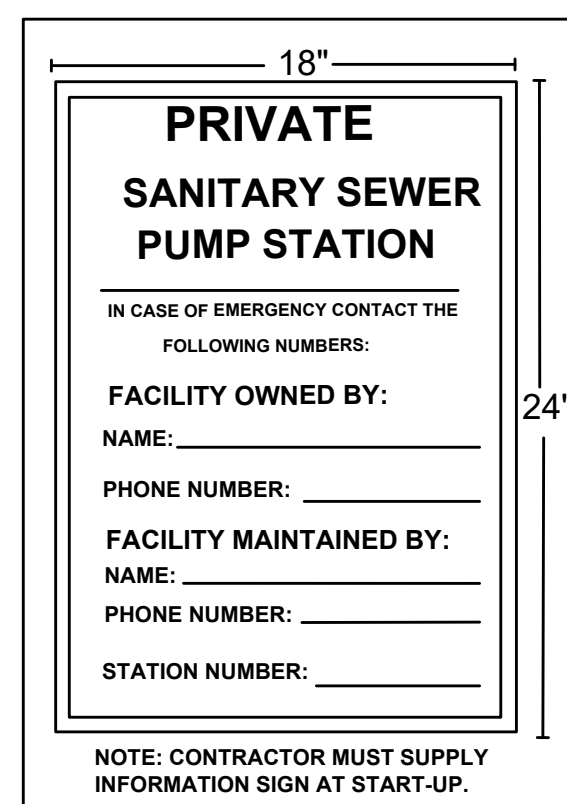 18"
PRIVATE
SANITARY SEWER
PUMP STATION
IN CASE OF EMERGENCY CONTACT THE
FOLLOWING NUMBERS:
FACILITY OWNED BY:
24"
NAME:
PHONE NUMBER:
FACILITY MAINTAINED BY:
NAME:
PHONE NUMBER:
STATION NUMBER:
NOTE: CONTRACTOR MUST SUPPLY
INFORMATION SIGN AT START-UP.